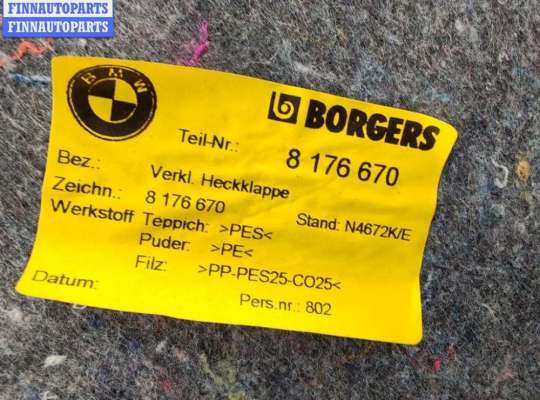 FINNAUTOPARTS
FINNAUTOPARTS
BMW
BORGERS
Teil-Nr.: 8 176 670
Bez.: Verkl. Heckklappe
Zeichn.: 8 176 670 Stand: N4672K/E
Werkstoff Teppich: >PES<
Puder: >PE<
Filz: >PP-PES25-CO25<
Datum: Pers.nr.: 802